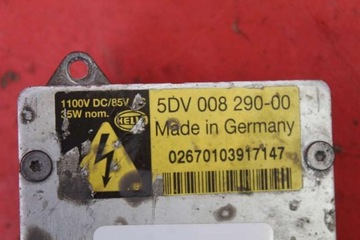 1100V DC/85V
35W nom.
HELLA
5DV 008 290-00
Made in Germany
02670103917147